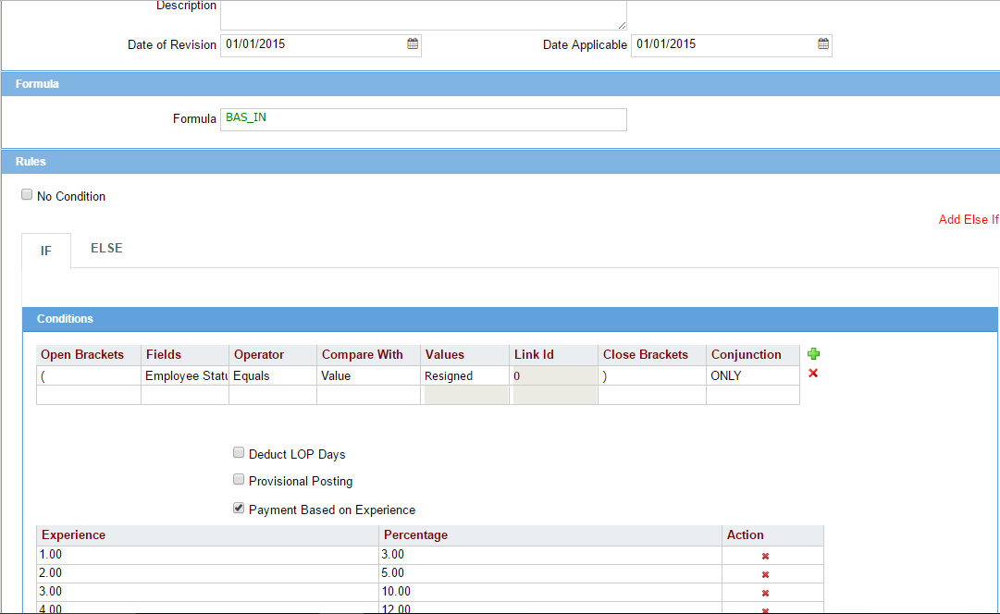 Description
Date of Revision 01/01/2015 Date Applicable 01/01/2015
Formula
Formula BAS_IN
Rules
No Condition
Add Else If
IF ELSE
Conditions
Open Brackets Fields Operator Compare With Values Link Id Close Brackets Conjunction
( Employee Statu Equals Value Resigned 0 ) ONLY
Deduct LOP Days
Provisional Posting
Payment Based on Experience
Experience Percentage Action
1.00 3.00
2.00 5.00
3.00 10.00
4.00 12.00